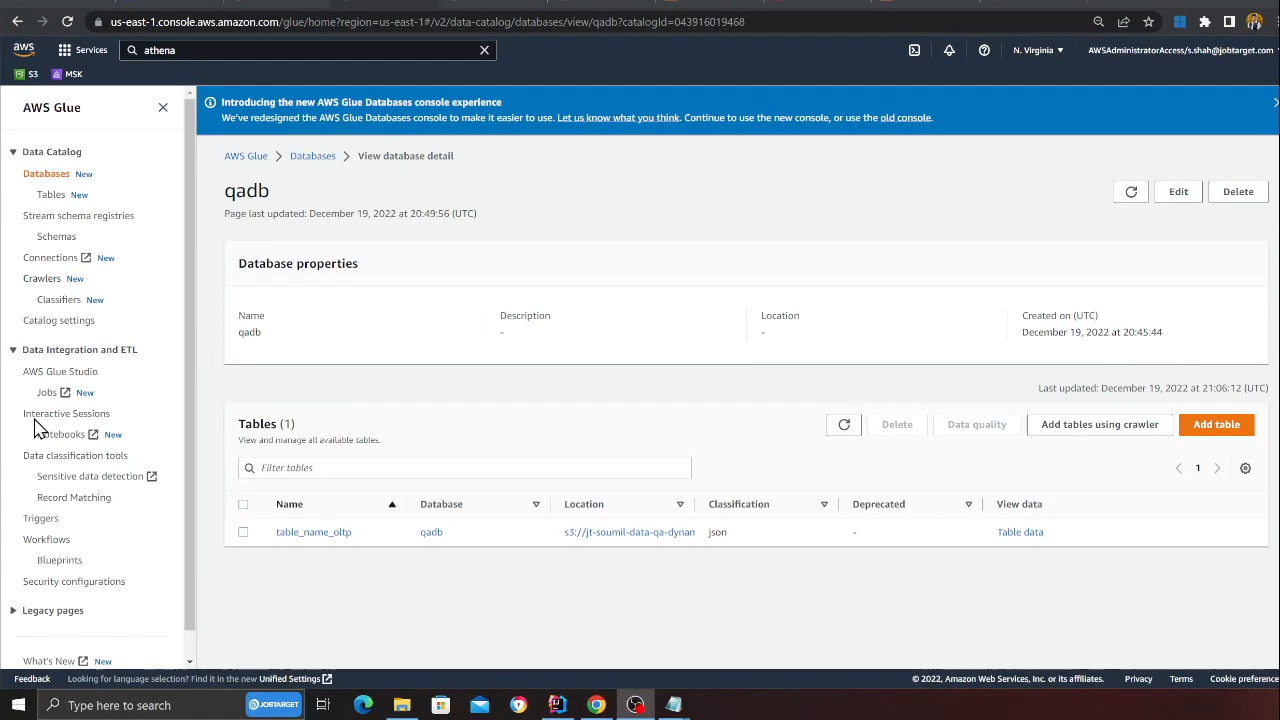 us-east-1.console.aws.amazon.com/glue/home?region=us-east-1#/v2/data-catalog/databases/view/qadb?catalogId=043916019468
aws
Services
athena
N. Virginia
AWSAdministratorAccess/s.shah@jobtarget.com
S3
MSK
AWS Glue
Data Catalog
Databases New
Tables New
Stream schema registries
Schemas
Connections New
Crawlers New
Classifiers New
Catalog settings
Data Integration and ETL
AWS Glue Studio
Jobs New
Interactive Sessions
New
Data classification tools
Sensitive data detection
Record Matching
Triggers
Workflows
Blueprints
Security configurations
Legacy pages
What's New New
Introducing the new AWS Glue Databases console experience
We've redesigned the AWS Glue Databases console to make it easier to use. Let us know what you think. Continue to use the new console, or use the old console.
AWS Glue Databases View database detail
qadb
Page last updated: December 19, 2022 at 20:49:56 (UTC)
Edit
Delete
Database properties
Name
qadb
Description
-
Location
-
Created on (UTC)
December 19, 2022 at 20:45:44
Last updated: December 19, 2022 at 21:06:12 (UTC)
Tables (1)
View and manage all available tables.
Delete
Data quality
Add tables using crawler
Add table
Filter tables
1
Name Database Location Classification Deprecated View data
table_name_oltp qadb s3://jt-soumil-data-qa-dynan json - Table data
Feedback
Looking for language selection? Find it in the new Unified Settings
© 2022, Amazon Web Services, Inc. or its affiliates.
Privacy
Terms
Cookie preference
Type here to search
JOBTARGET